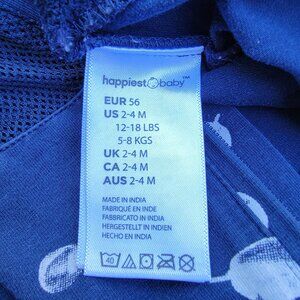 happiest baby™
EUR 56
US 2-4 M
12-18 LBS
5-8 KGS
UK 2-4 M
CA 2-4 M
AUS 2-4 M
MADE IN INDIA
FABRIQUÉ EN INDE
FABBRICATO IN INDIA
HERGESTELLT IN INDIEN
HECHO EN INDIA
40